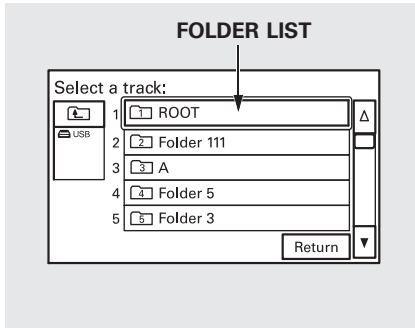 FOLDER LIST
Select a track:
1 1 ROOT
USB
2 2 Folder 111
3 3 A
4 4 Folder 5
5 5 Folder 3
Return